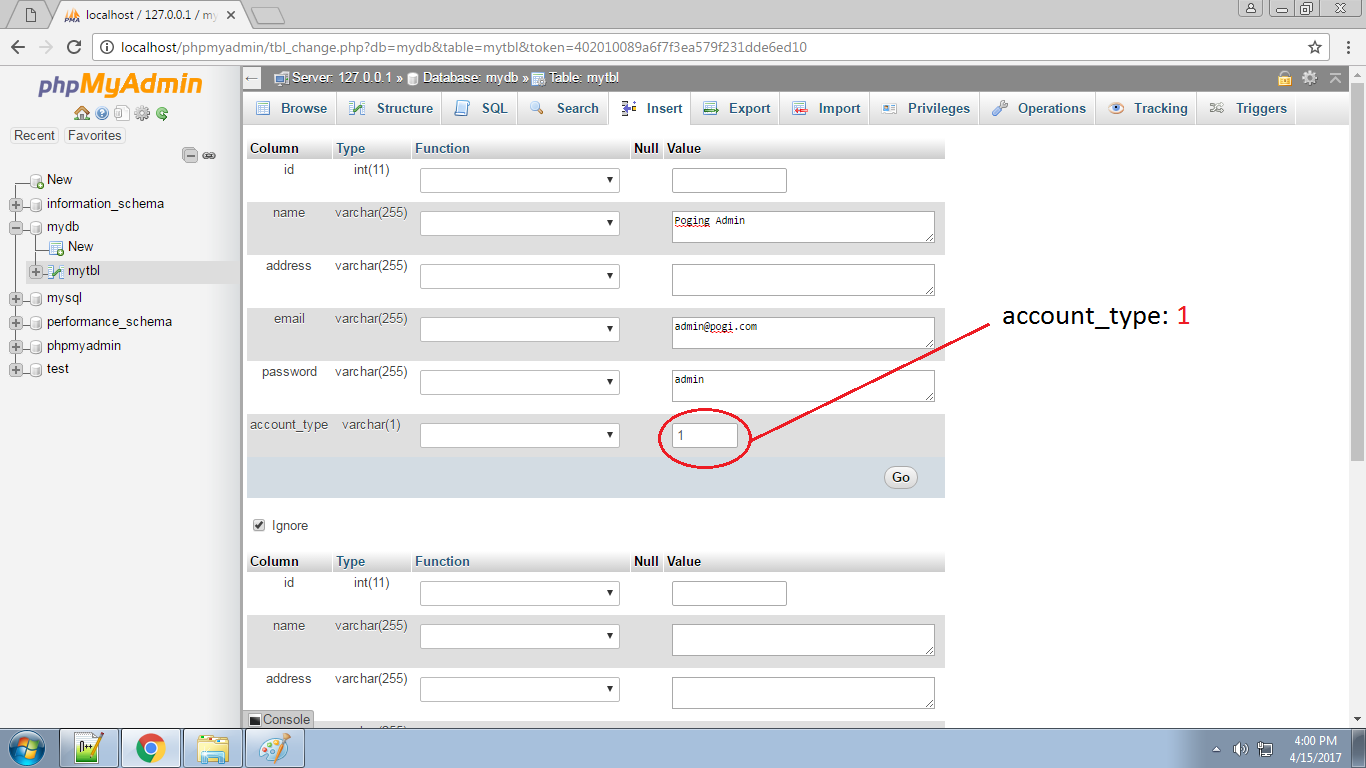 localhost / 127.0.0.1 / my
localhost/phpmyadmin/tbl_change.php?db=mydb&table=mytbl&token=402010089a6f7f3ea579f231dde6ed10
phpMyAdmin
Recent Favorites
New
information_schema
mydb
New
mytbl
mysql
performance_schema
phpmyadmin
test
Server: 127.0.0.1 » Database: mydb » Table: mytbl
Browse Structure SQL Search Insert Export Import Privileges Operations Tracking Triggers
Column Type Function Null Value
id int(11)
name varchar(255) Poging Admin
address varchar(255)
email varchar(255) admin@pogi.com
account_type: 1
password varchar(255) admin
account_type varchar(1) 1
Go
Ignore
Column Type Function Null Value
id int(11)
name varchar(255)
address varchar(255)
Console
4:00 PM
4/15/2017